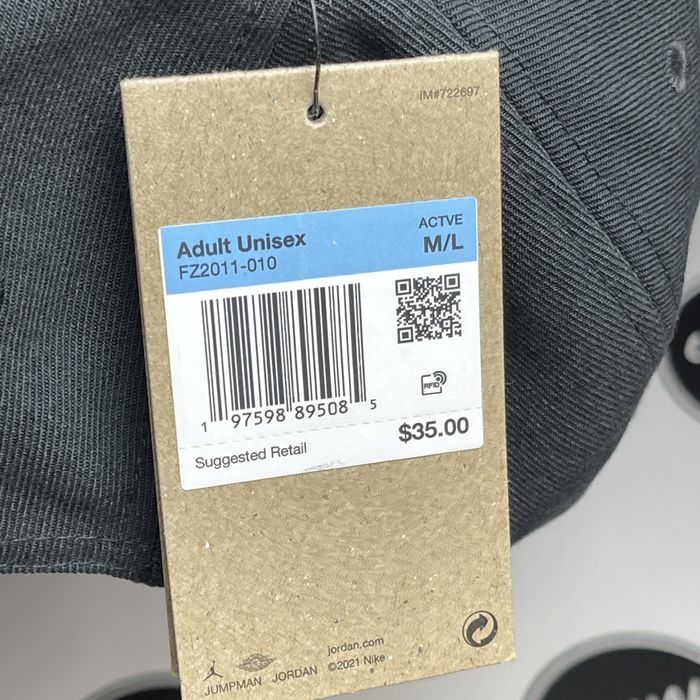 IM#722697
Adult Unisex
FZ2011-010
ACTVE
M/L
RFID
1 97598 89508 5
Suggested Retail
$35.00
jordan.com
JUMPMAN JORDAN ©2021 Nike